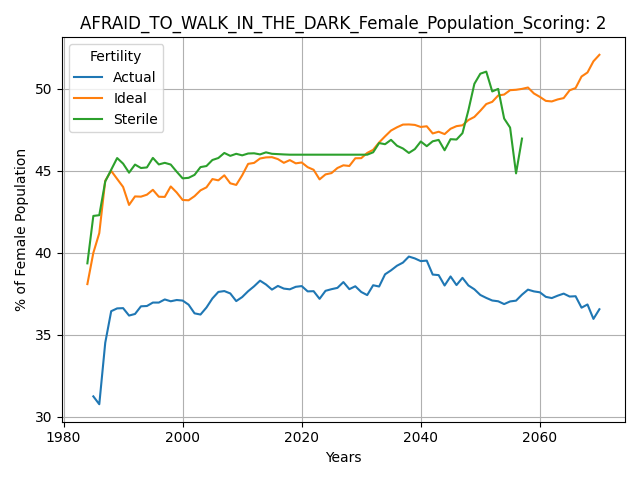 AFRAID_TO_WALK_IN_THE_DARK_Female_Population_Scoring: 2
Fertility
Actual
Ideal
Sterile
% of Female Population
50
45
40
35
30
1980
2000
2020
2040
2060
Years